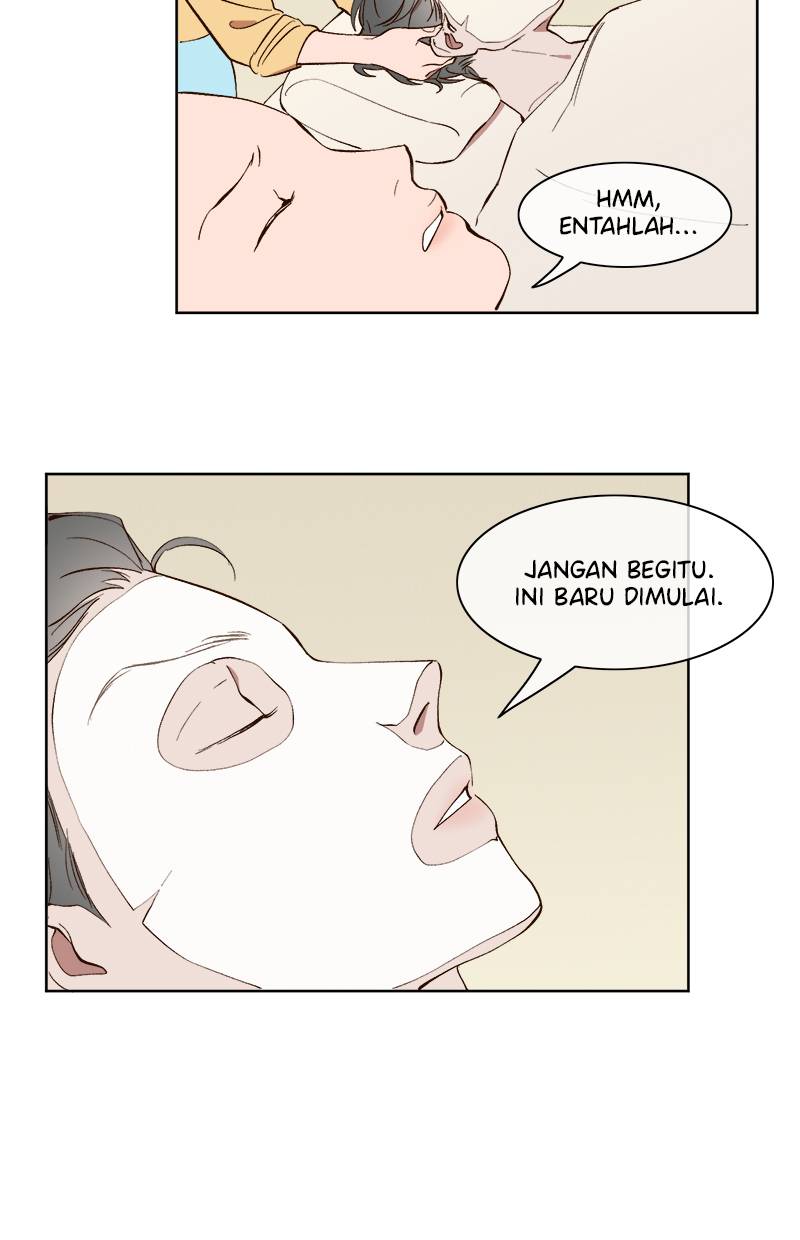 HMM,
ENTAHLAH...
JANGAN BEGITU.
INI BARU DIMULAI.